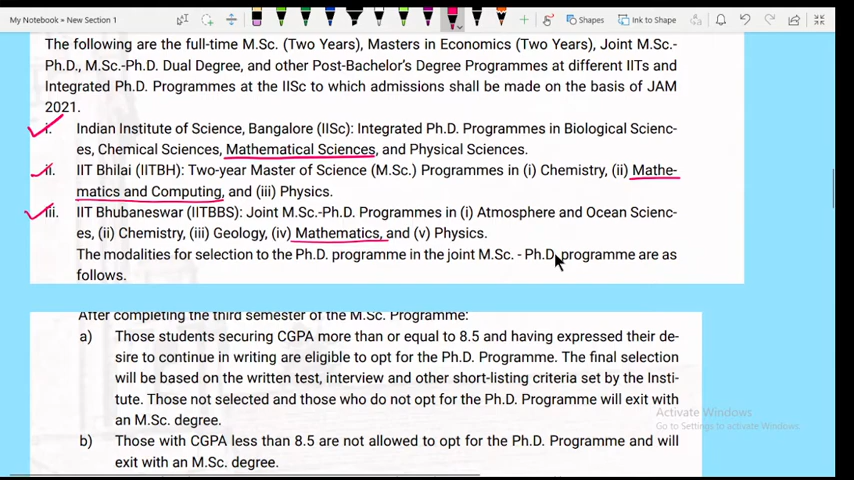 My Notebook > New Section 1
Shapes
Ink to Shape
The following are the full-time M.Sc. (Two Years), Masters in Economics (Two Years), Joint M.Sc.-
Ph.D., M.Sc.-Ph.D. Dual Degree, and other Post-Bachelor's Degree Programmes at different IITs and
Integrated Ph.D. Programmes at the IISc to which admissions shall be made on the basis of JAM
2021.
i. Indian Institute of Science, Bangalore (IISc): Integrated Ph.D. Programmes in Biological Scienc-
es, Chemical Sciences, Mathematical Sciences, and Physical Sciences.
ii. IIT Bhilai (IITBH): Two-year Master of Science (M.Sc.) Programmes in (i) Chemistry, (ii) Mathe-
matics and Computing, and (iii) Physics.
iii. IIT Bhubaneswar (IITBBS): Joint M.Sc.-Ph.D. Programmes in (i) Atmosphere and Ocean Scienc-
es, (ii) Chemistry, (iii) Geology, (iv) Mathematics, and (v) Physics.
The modalities for selection to the Ph.D. programme in the joint M.Sc. - Ph.D. programme are as
follows.
After completing the third semester of the M.Sc. Programme:
a) Those students securing CGPA more than or equal to 8.5 and having expressed their de-
sire to continue in writing are eligible to opt for the Ph.D. Programme. The final selection
will be based on the written test, interview and other short-listing criteria set by the Insti-
tute. Those not selected and those who do not opt for the Ph.D. Programme will exit with
an M.Sc. degree.
b) Those with CGPA less than 8.5 are not allowed to opt for the Ph.D. Programme and will
exit with an M.Sc. degree.
Activate Windows
Go to Settings to activate Windows.